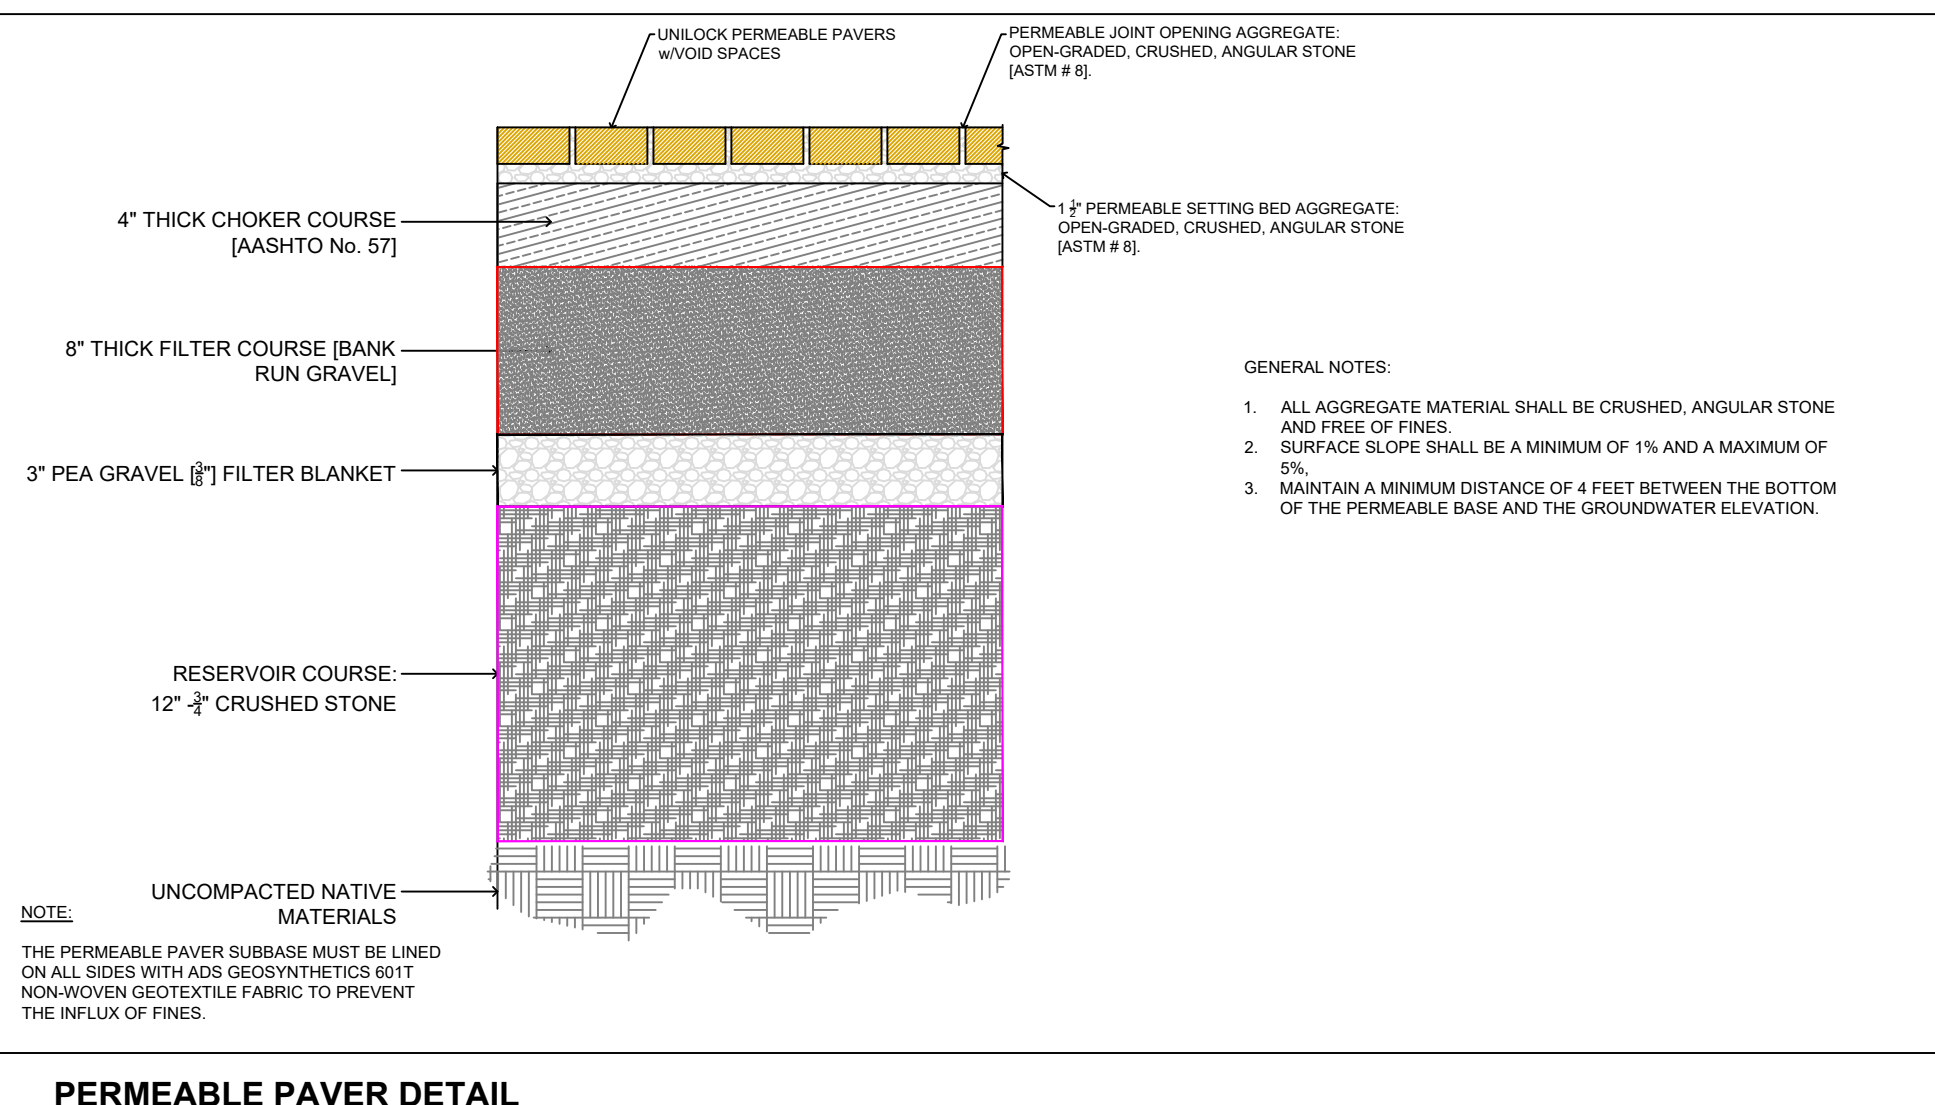 UNILOCK PERMEABLE PAVERS
w/VOID SPACES
PERMEABLE JOINT OPENING AGGREGATE:
OPEN-GRADED, CRUSHED, ANGULAR STONE
[ASTM # 8].
4" THICK CHOKER COURSE
[AASHTO No. 57]
1 1/2" PERMEABLE SETTING BED AGGREGATE:
OPEN-GRADED, CRUSHED, ANGULAR STONE
[ASTM # 8].
8" THICK FILTER COURSE [BANK
RUN GRAVEL]
3" PEA GRAVEL [3/8"] FILTER BLANKET
GENERAL NOTES:
1. ALL AGGREGATE MATERIAL SHALL BE CRUSHED, ANGULAR STONE
AND FREE OF FINES.
2. SURFACE SLOPE SHALL BE A MINIMUM OF 1% AND A MAXIMUM OF
5%,
3. MAINTAIN A MINIMUM DISTANCE OF 4 FEET BETWEEN THE BOTTOM
OF THE PERMEABLE BASE AND THE GROUNDWATER ELEVATION.
RESERVOIR COURSE:
12" -3/4" CRUSHED STONE
UNCOMPACTED NATIVE
MATERIALS
NOTE:
THE PERMEABLE PAVER SUBBASE MUST BE LINED
ON ALL SIDES WITH ADS GEOSYNTHETICS 601T
NON-WOVEN GEOTEXTILE FABRIC TO PREVENT
THE INFLUX OF FINES.
PERMEABLE PAVER DETAIL